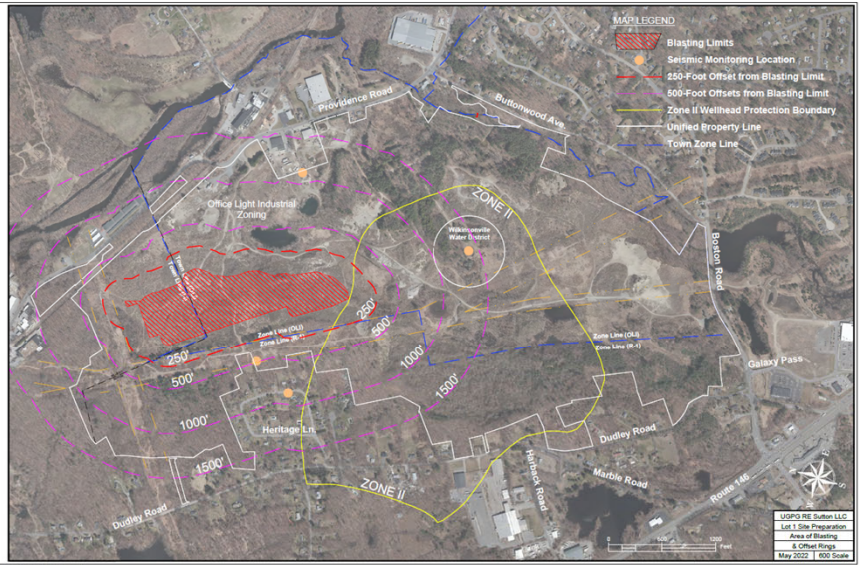 MAP LEGEND
Blasting Limits
Seismic Monitoring Location
250-Foot Offset from Blasting Limit
500-Foot Offsets from Blasting Limit
Zone II Wellhead Protection Boundary
Unified Property Line
Town Zone Line
Providence Road
Buttonwood Ave.
ZONE II
Office Light Industrial
Zoning
Wilkinsonville
Water District
Boston Road
250'
500'
1000'
1500'
Zone Line (OLI)
Zone Line (R-1)
Zone Line (OLI)
Zone Line (R-1)
250'
500'
1000'
1500'
Galaxy Pass
Heritage Ln.
Dudley Road
Harback Road
Marble Road
Route 146
ZONE II
Dudley Road
E
S
0 600 1200
Feet
UGPG RE Sutton LLC
Lot 1 Site Preparation
Area of Blasting
& Offset Rings
May 2022 600 Scale